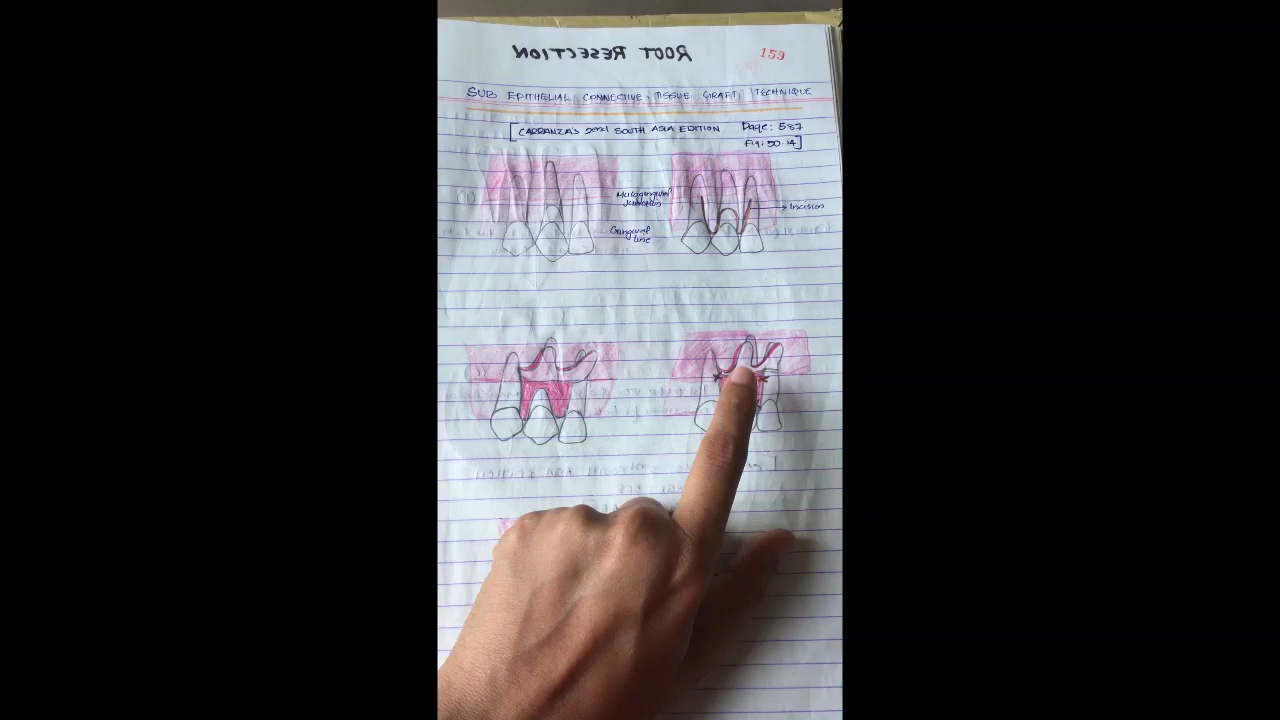 ROOT RESECTION
159
SUB EPITHELIAL CONNECTIVE TISSUE GRAFT TECHNIQUE
[CARRANZA'S 2nd SOUTH ASIA EDITION Page: 587
Fig: 50.14]
Mucogingival
Junction
Incision
Gingival
line